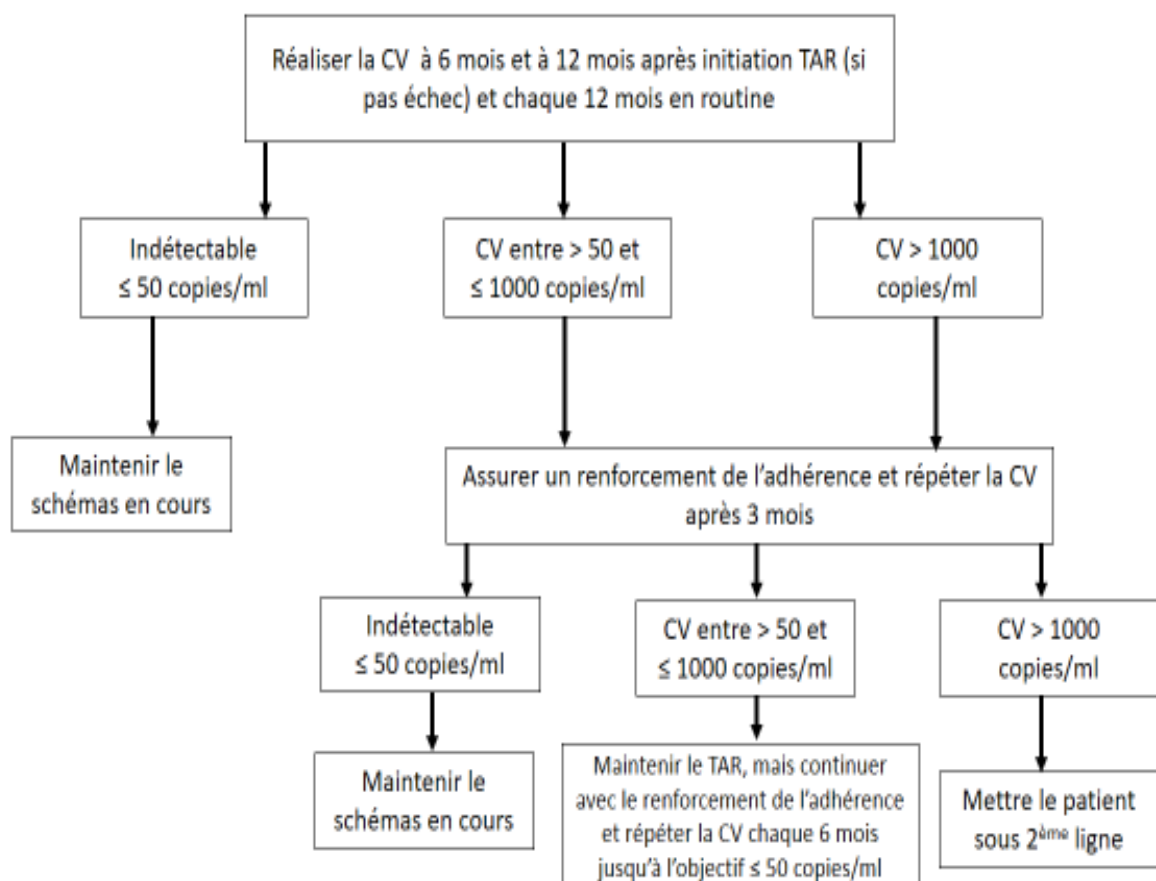 Réaliser la CV à 6 mois et à 12 mois après initiation TAR (si
pas échec) et chaque 12 mois en routine
Indétectable
≤ 50 copies/ml
CV entre > 50 et
≤ 1000 copies/ml
CV > 1000
copies/ml
Maintenir le
schémas en cours
Assurer un renforcement de l'adhérence et répéter la CV
après 3 mois
Indétectable
≤ 50 copies/ml
CV entre > 50 et
≤ 1000 copies/ml
CV > 1000
copies/ml
Maintenir le
schémas en cours
Maintenir le TAR, mais continuer
avec le renforcement de l'adhérence
et répéter la CV chaque 6 mois
jusqu'à l'objectif ≤ 50 copies/ml
Mettre le patient
sous 2ème ligne